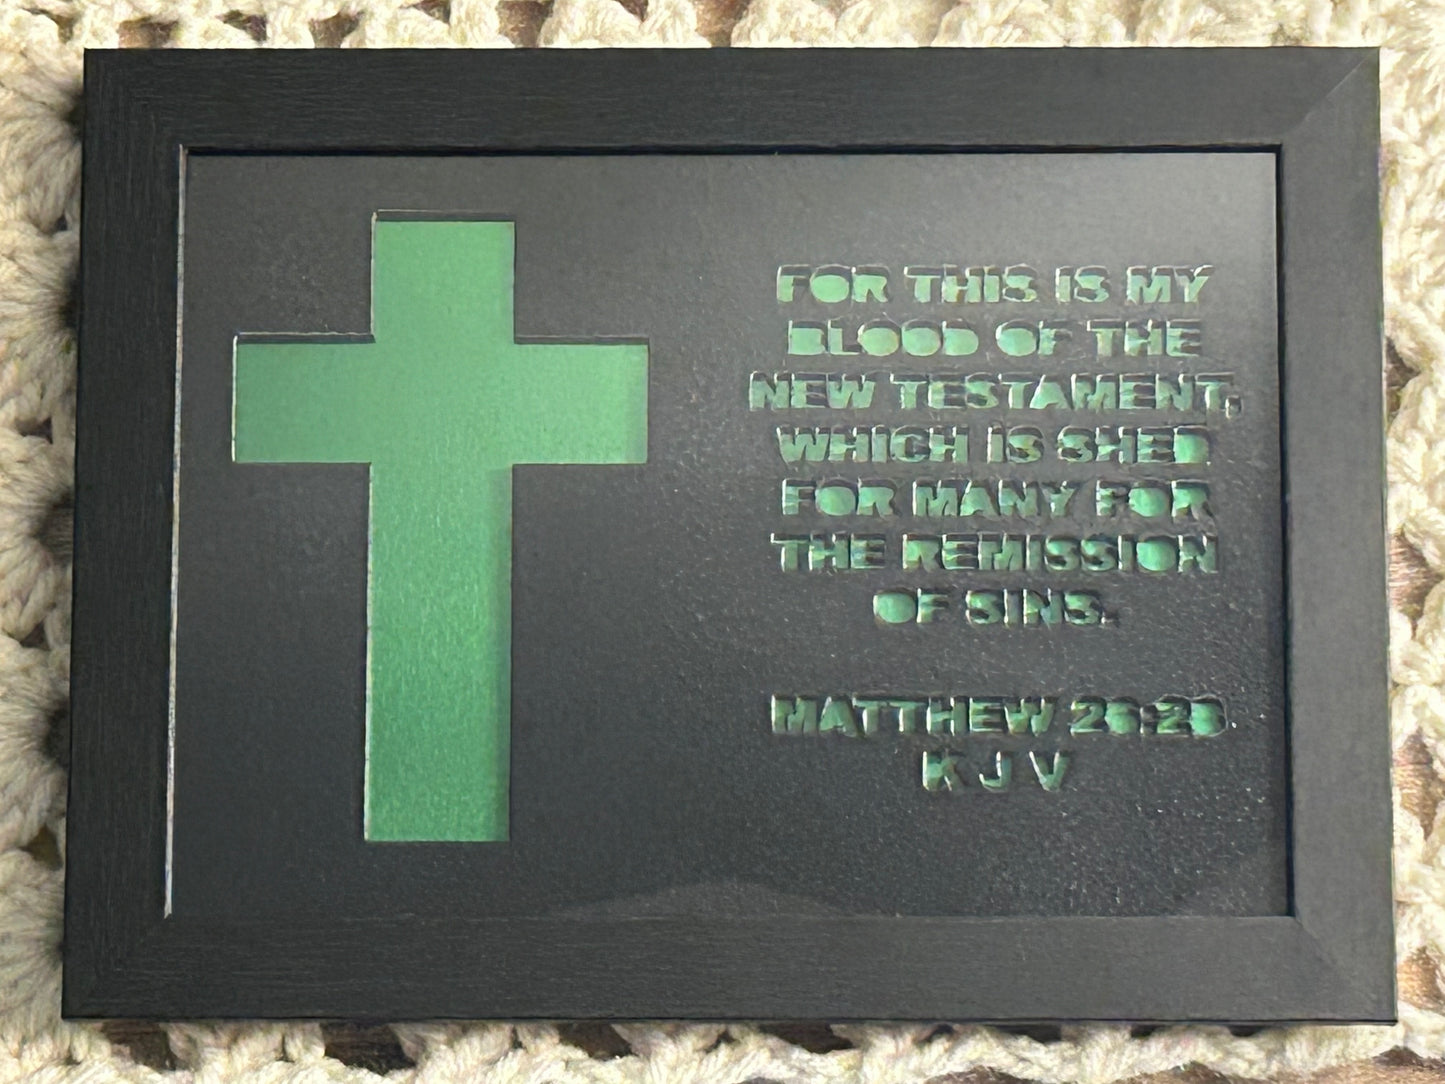 FOR THIS IS MY
BLOOD OF THE
NEW TESTAMENT,
WHICH IS SHED
FOR MANY FOR
THE REMISSION
OF SINS.
MATTHEW 26:28
K J V